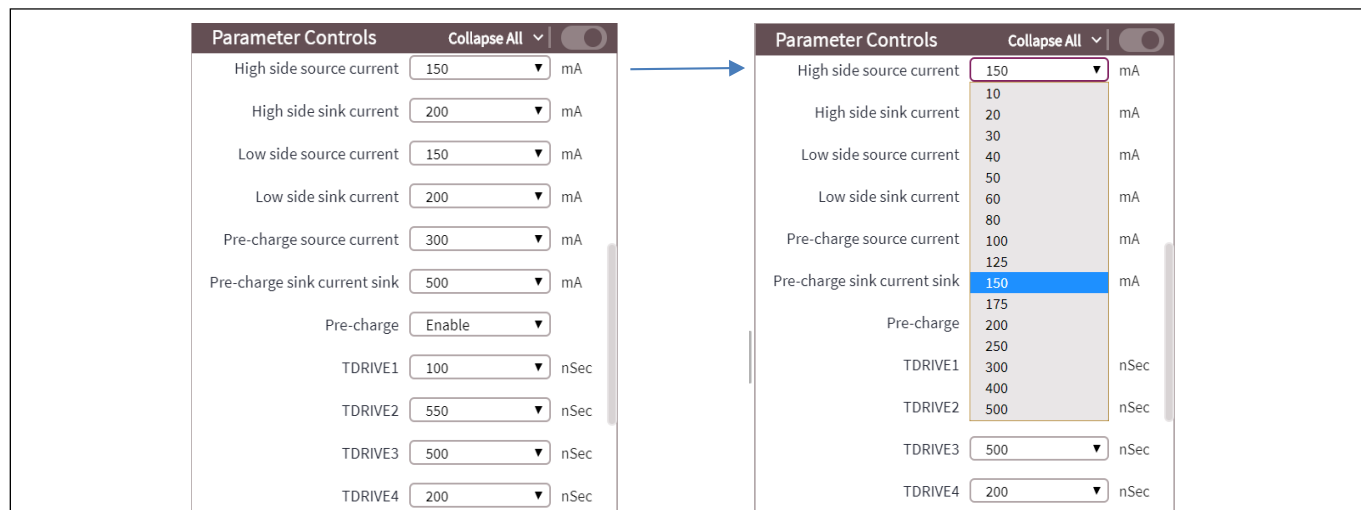 Parameter Controls Collapse All
High side source current 150 mA
High side sink current 200 mA
Low side source current 150 mA
Low side sink current 200 mA
Pre-charge source current 300 mA
Pre-charge sink current sink 500 mA
Pre-charge Enable
TDRIVE1 100 nSec
TDRIVE2 550 nSec
TDRIVE3 500 nSec
TDRIVE4 200 nSec
Parameter Controls Collapse All
High side source current 150 mA
10
High side sink current 20 mA
30
Low side source current 40 mA
50
Low side sink current 60 mA
80
Pre-charge source current 100 mA
125
Pre-charge sink current sink 150 mA
175
Pre-charge 200
250
TDRIVE1 300 nSec
400
TDRIVE2 500 nSec
TDRIVE3 500 nSec
TDRIVE4 200 nSec